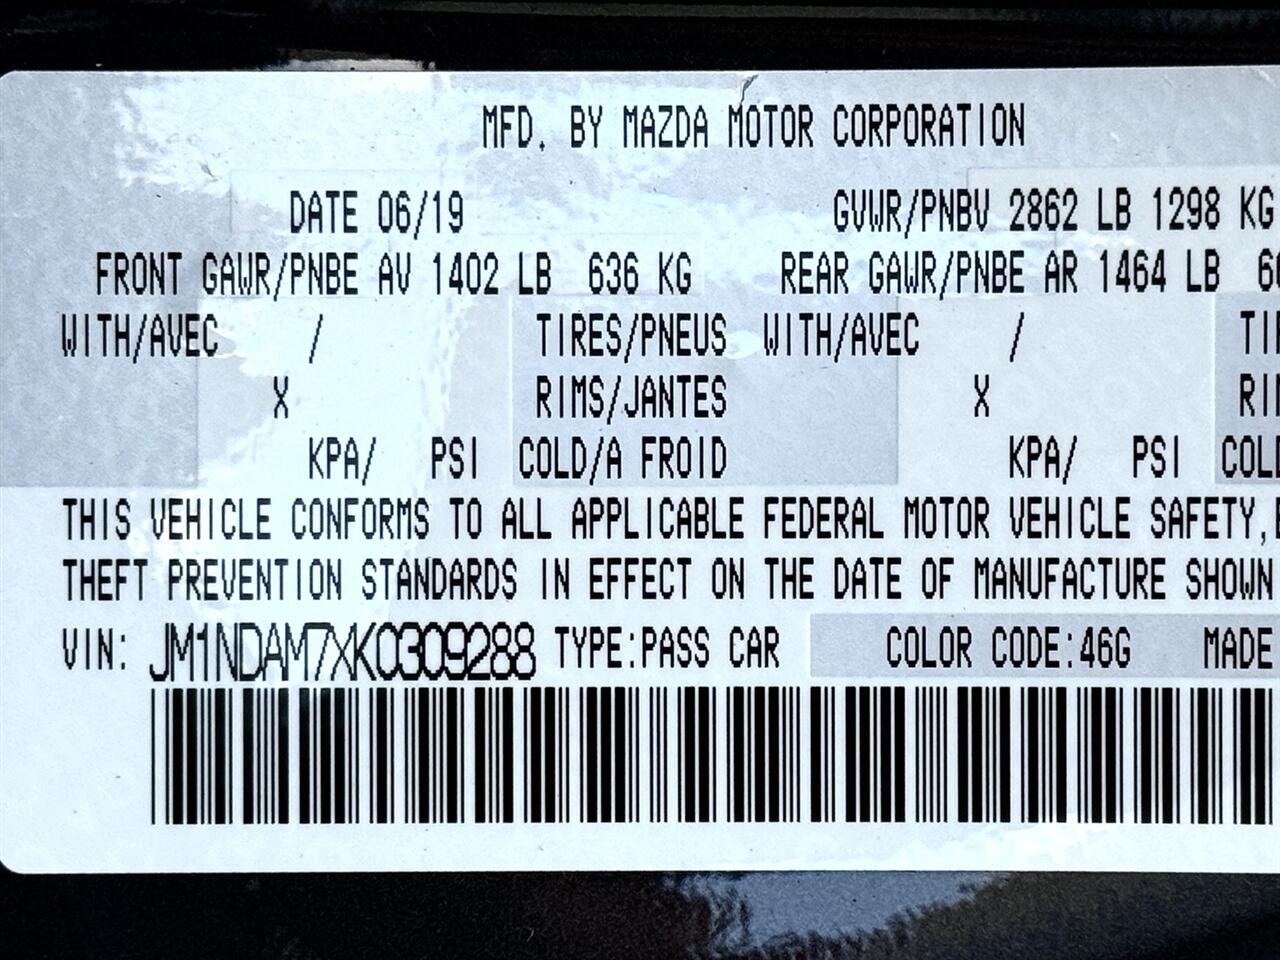 MFD. BY MAZDA MOTOR CORPORATION
DATE 06/19 GVWR/PNBV 2862 LB 1298 KG
FRONT GAWR/PNBE AV 1402 LB 636 KG REAR GAWR/PNBE AR 1464 LB
WITH/AVEC / TIRES/PNEUS WITH/AVEC /
X RIMS/JANTES X
KPA/ PSI COLD/A FROID KPA/ PSI
THIS VEHICLE CONFORMS TO ALL APPLICABLE FEDERAL MOTOR VEHICLE SAFETY,
THEFT PREVENTION STANDARDS IN EFFECT ON THE DATE OF MANUFACTURE SHOWN
VIN: JM1NDAM7XK0309288 TYPE:PASS CAR COLOR CODE:46G MADE